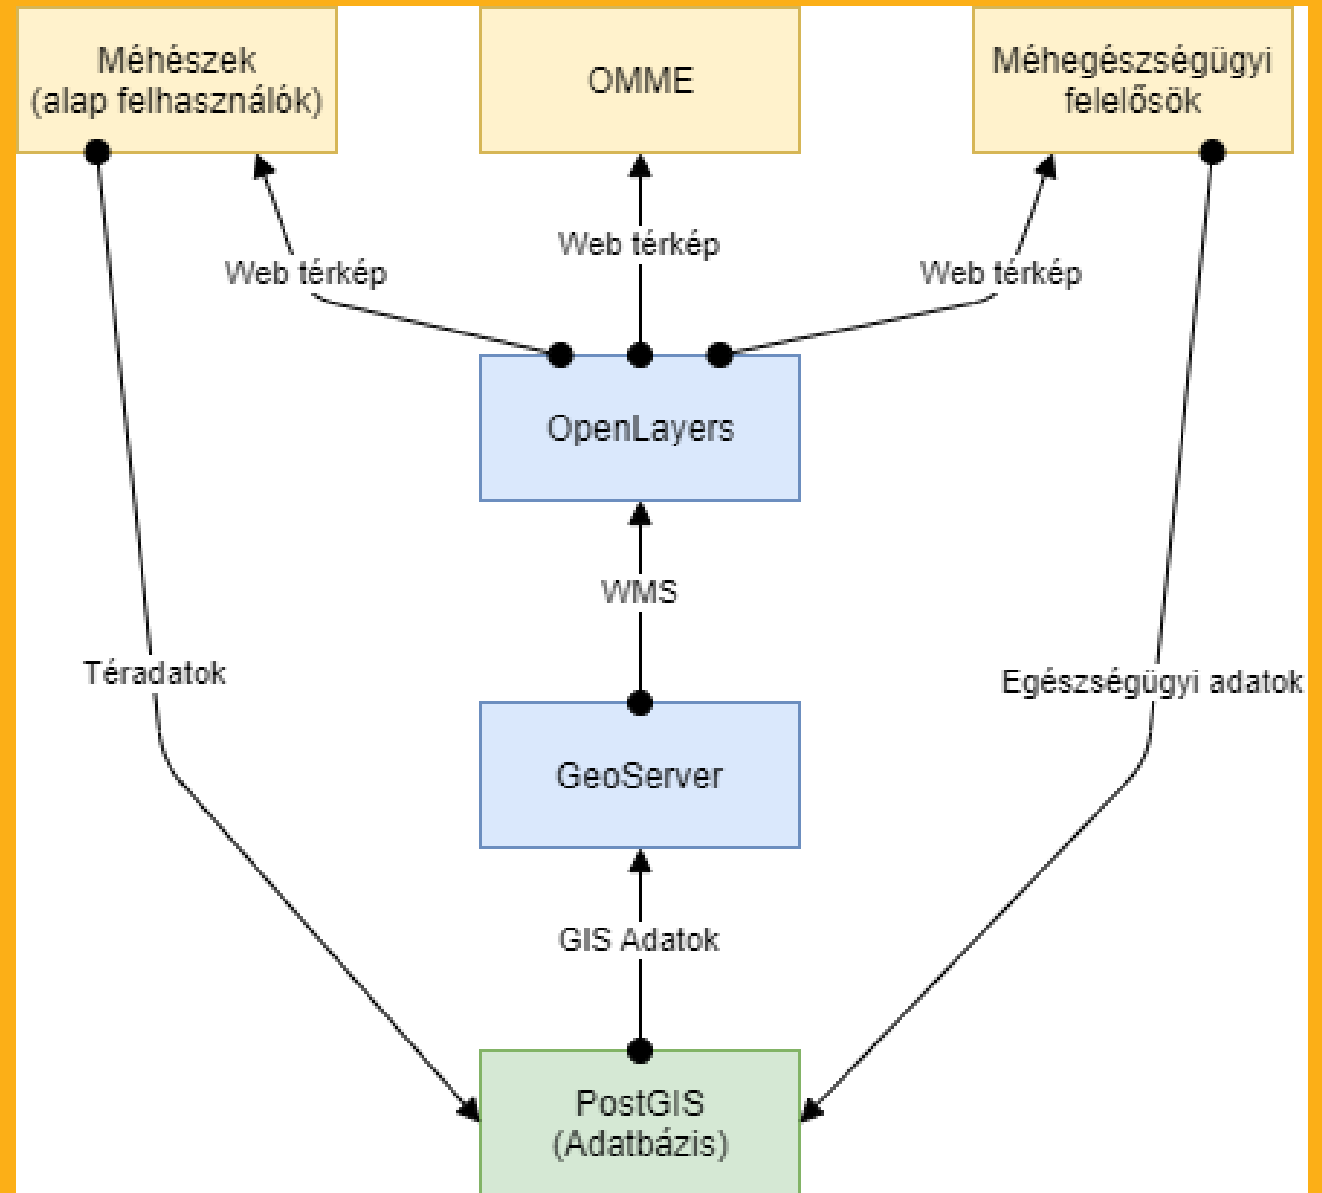 Méhészek
(alap felhasználók)
OMME
Méhegészségügyi
felelősök
Web térkép
Web térkép
Web térkép
OpenLayers
WMS
Téradatok
Egészségügyi adatok
GeoServer
GIS Adatok
PostGIS
(Adatbázis)